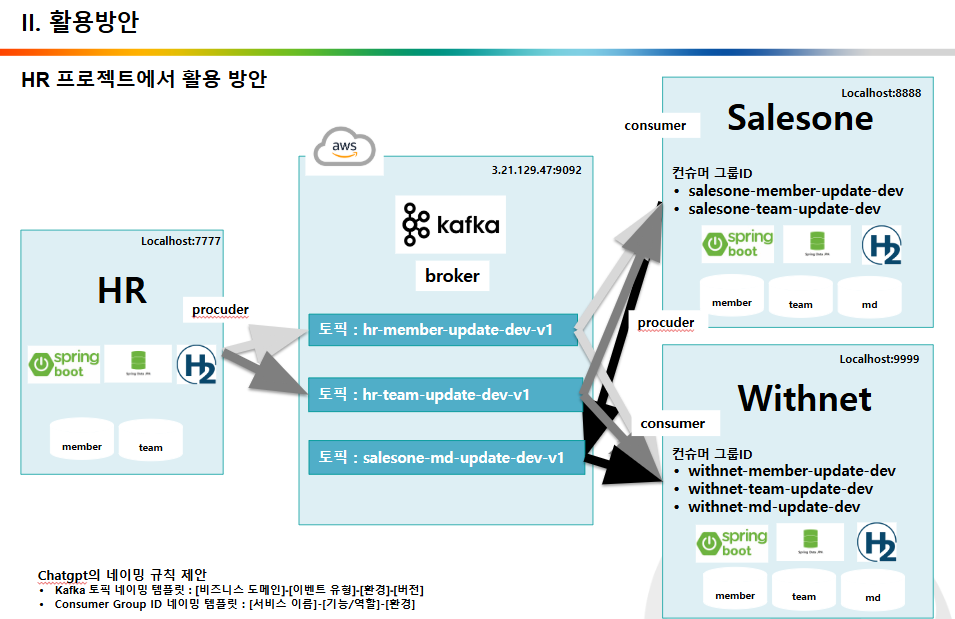 II. 활용방안
HR 프로젝트에서 활용 방안
Localhost:7777
HR
procuder
spring
boot
Spring Data JPA
H2
member
team
aws
3.21.129.47:9092
kafka
broker
토픽 : hr-member-update-dev-v1
토픽 : hr-team-update-dev-v1
토픽 : salesone-md-update-dev-v1
consumer
Localhost:8888
Salesone
컨슈머 그룹ID
• salesone-member-update-dev
• salesone-team-update-dev
spring
boot
Spring Data JPA
H2
member
team
md
procuder
consumer
Localhost:9999
Withnet
컨슈머 그룹ID
• withnet-member-update-dev
• withnet-team-update-dev
• withnet-md-update-dev
spring
boot
Spring Data JPA
H2
member
team
md
Chatgpt의 네이밍 규칙 제안
• Kafka 토픽 네이밍 템플릿 : [비즈니스 도메인]-[이벤트 유형]-[환경]-[버전]
• Consumer Group ID 네이밍 템플릿 : [서비스 이름]-[기능/역할]-[환경]